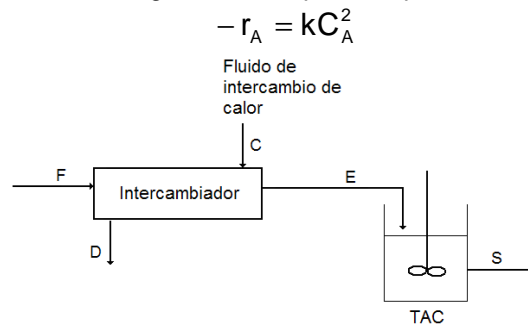 − r_A = kC_A^2
Fluido de
intercambio de
calor
C
F
E
Intercambiador
D
S
TAC